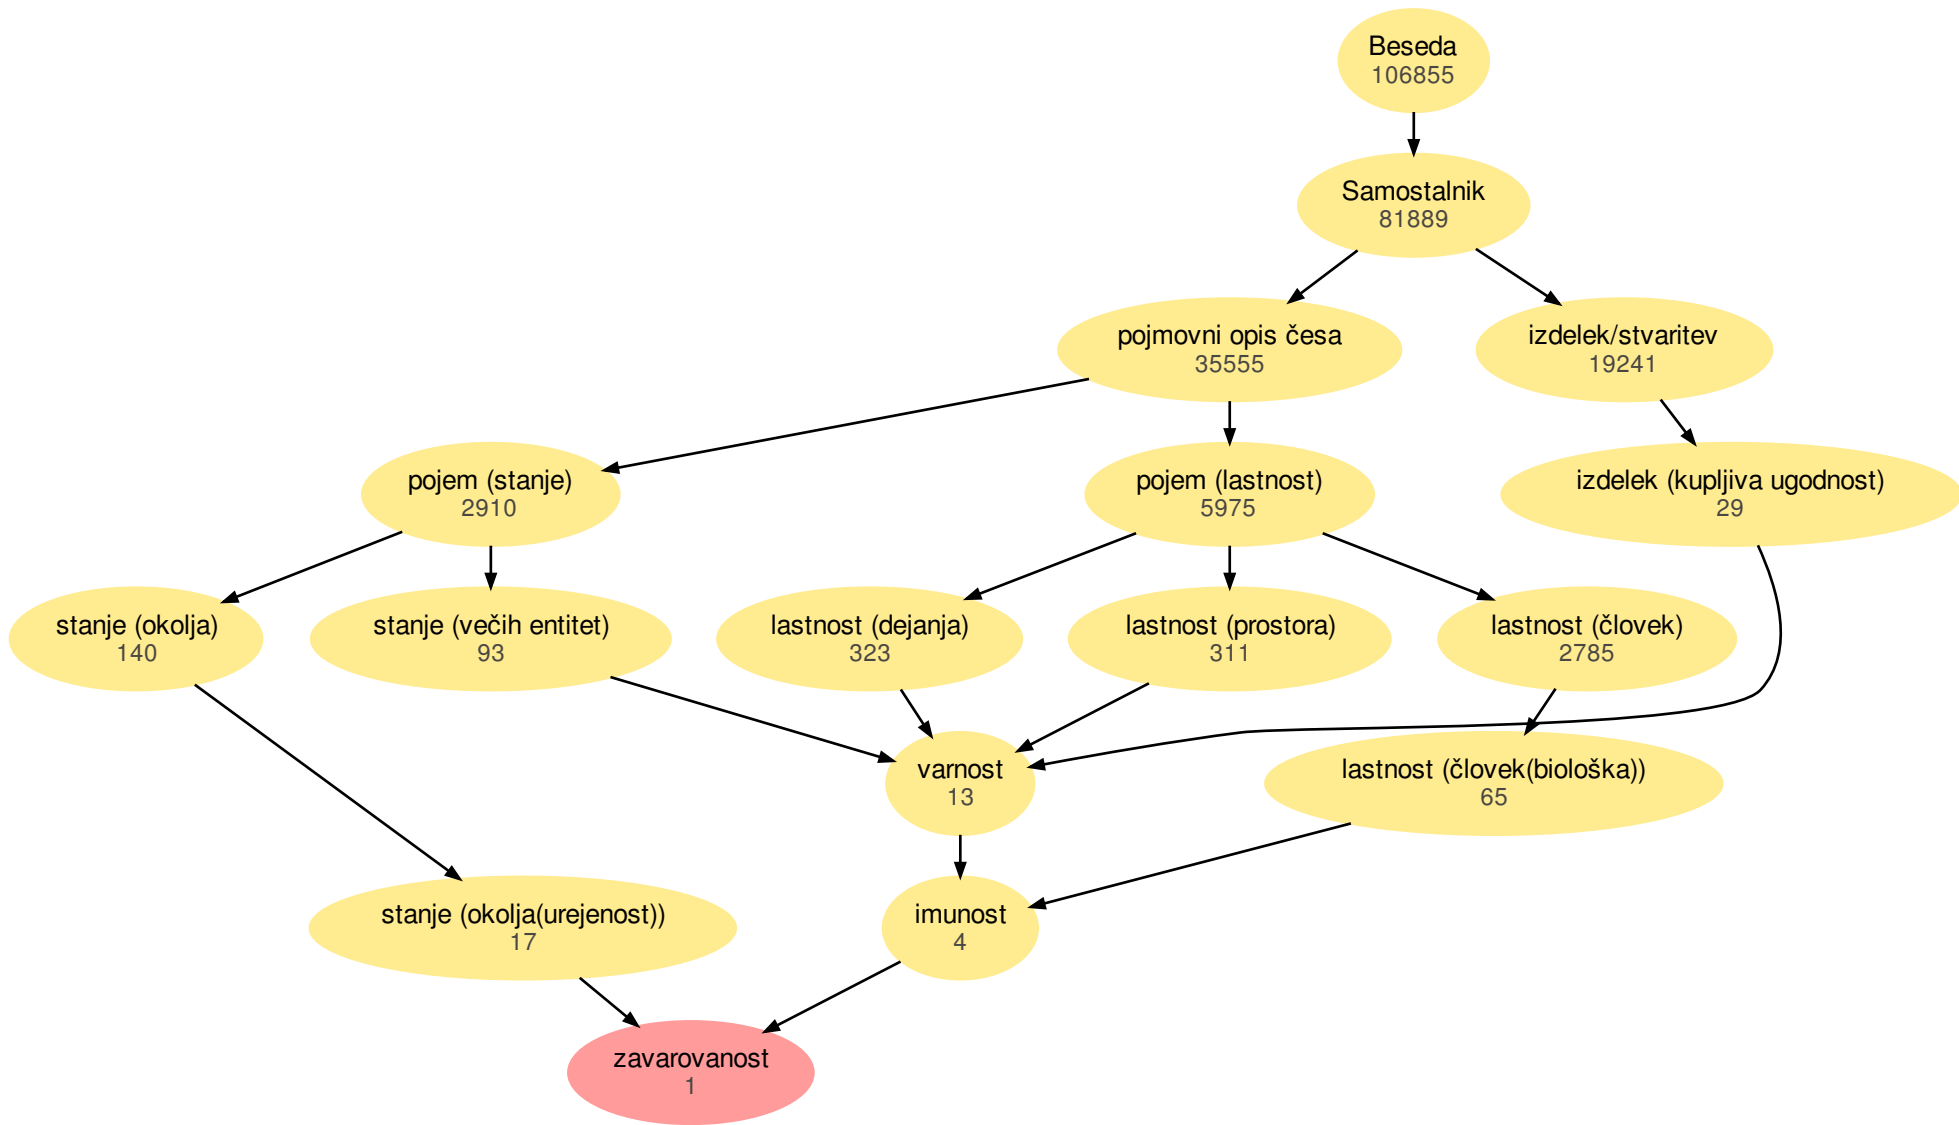 Beseda
106855
Samostalnik
81889
pojmovni opis česa
35555
izdelek/stvaritev
19241
pojem (stanje)
2910
pojem (lastnost)
5975
izdelek (kupljiva ugodnost)
29
stanje (okolja)
140
stanje (večih entitet)
93
lastnost (dejanja)
323
lastnost (prostora)
311
lastnost (človek)
2785
varnost
13
lastnost (človek(biološka))
65
stanje (okolja(urejenost))
17
imunost
4
zavarovanost
1